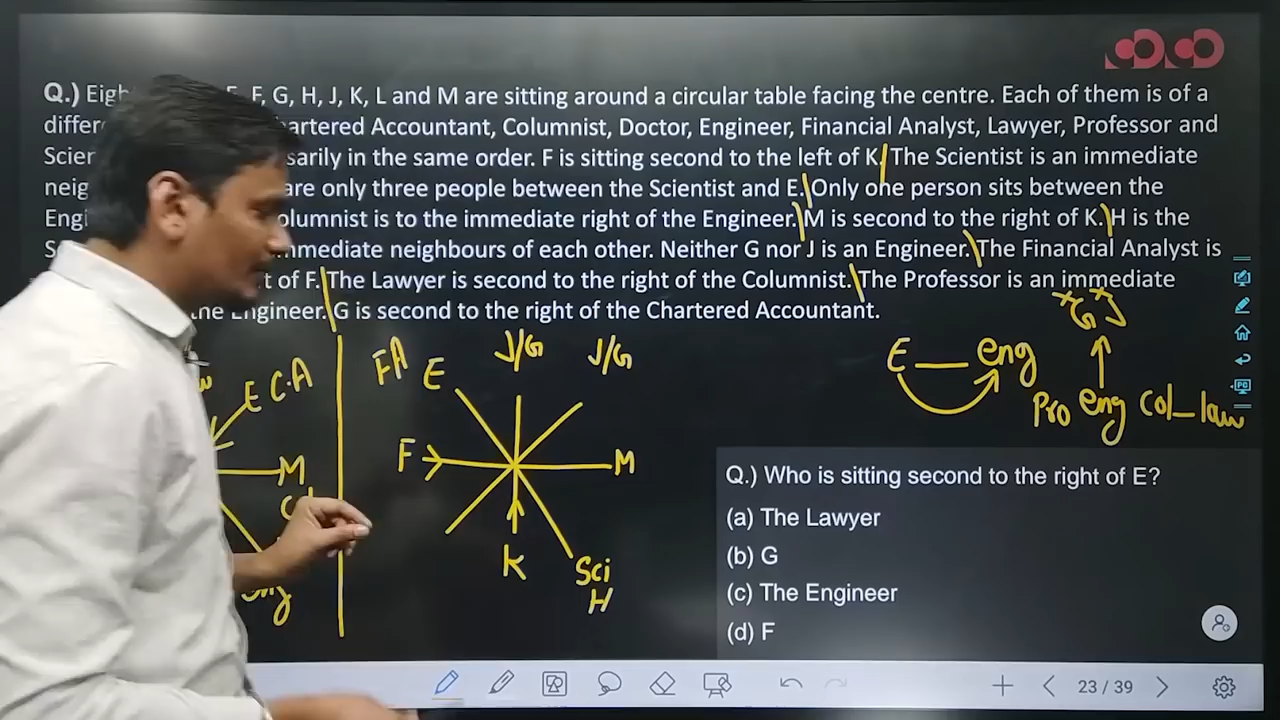 Q.) Eigh E, F, G, H, J, K, L and M are sitting around a circular table facing the centre. Each of them is of a
differ artered Accountant, Columnist, Doctor, Engineer, Financial Analyst, Lawyer, Professor and
Scien sarily in the same order. F is sitting second to the left of K. The Scientist is an immediate
neig are only three people between the Scientist and E. Only one person sits between the
Engi olumnist is to the immediate right of the Engineer. M is second to the right of K. H is the
Sc mmediate neighbours of each other. Neither G nor J is an Engineer. The Financial Analyst is
t of F. The Lawyer is second to the right of the Columnist. The Professor is an immediate
the Engineer. G is second to the right of the Chartered Accountant.
G J
E eng
Pro eng Col_law
E C.A
M
eng
FA E J/G J/G
F M
K Sci
H
Q.) Who is sitting second to the right of E?
(a) The Lawyer
(b) G
(c) The Engineer
(d) F
23 / 39